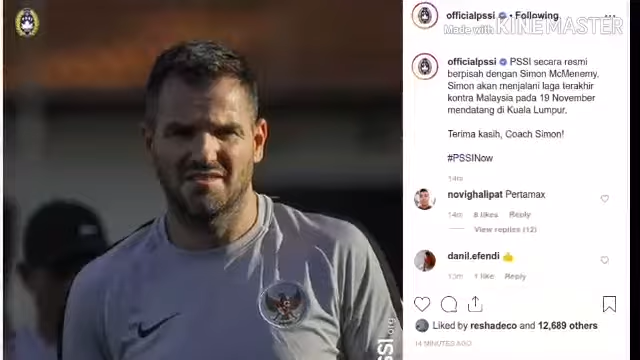 officialpssi • Following
Made with KINEMASTER
officialpssi PSSI secara resmi
berpisah dengan Simon McMenemy,
Simon akan menjalani laga terakhir
kontra Malaysia pada 19 November
mendatang di Kuala Lumpur.
Terima kasih, Coach Simon!
#PSSINow
14m
novighalipat Pertamax
14m 8 likes Reply
View replies (12)
danil.efendi 👍
13m 1 like Reply
Liked by reshadeco and 12,689 others
14 MINUTES AGO